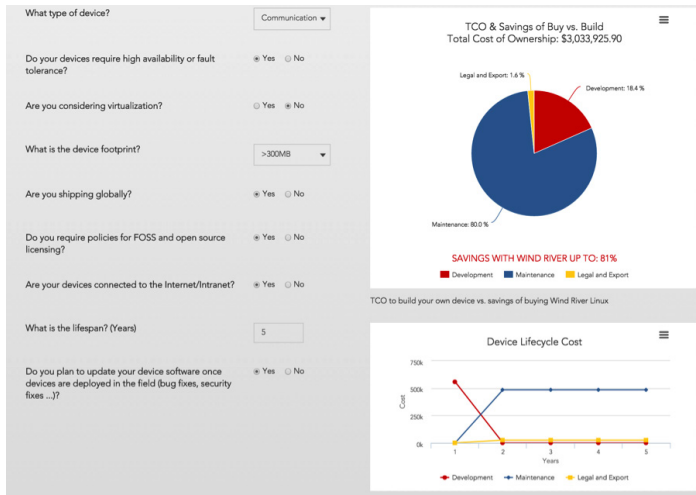 What type of device?
Communication
Do your devices require high availability or fault
tolerance?
Yes No
Are you considering virtualization?
Yes No
What is the device footprint?
>300MB
Are you shipping globally?
Yes No
Do you require policies for FOSS and open source
licensing?
Yes No
Are your devices connected to the Internet/Intranet?
Yes No
What is the lifespan? (Years)
5
Do you plan to update your device software once
devices are deployed in the field (bug fixes, security
fixes ...)?
Yes No
TCO & Savings of Buy vs. Build
Total Cost of Ownership: $3,033,925.90
Legal and Export: 1.6 %
Development: 18.4 %
Maintenance: 80.0 %
SAVINGS WITH WIND RIVER UP TO: 81%
Development Maintenance Legal and Export
TCO to build your own device vs. savings of buying Wind River Linux
Device Lifecycle Cost
750k
500k
250k
0k
Cost
1 2 3 4 5
Years
Development Maintenance Legal and Export